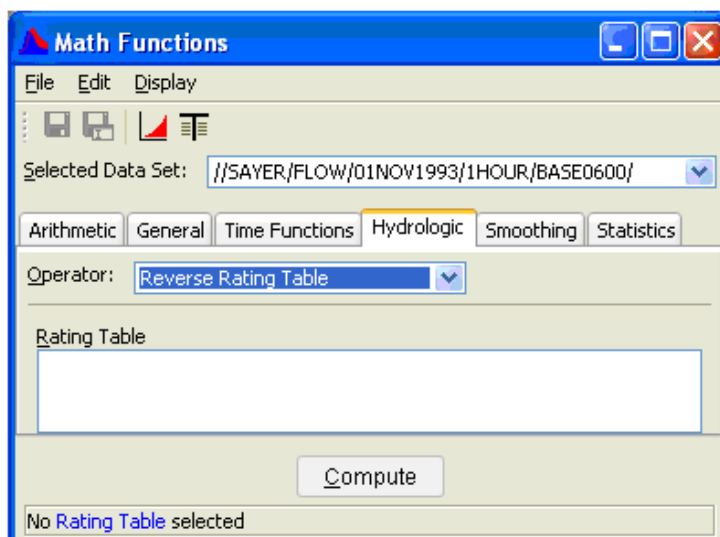 Math Functions
File Edit Display
Selected Data Set: //SAYER/FLOW/01NOV1993/1HOUR/BASE0600/
Arithmetic General Time Functions Hydrologic Smoothing Statistics
Operator: Reverse Rating Table
Rating Table
Compute
No Rating Table selected